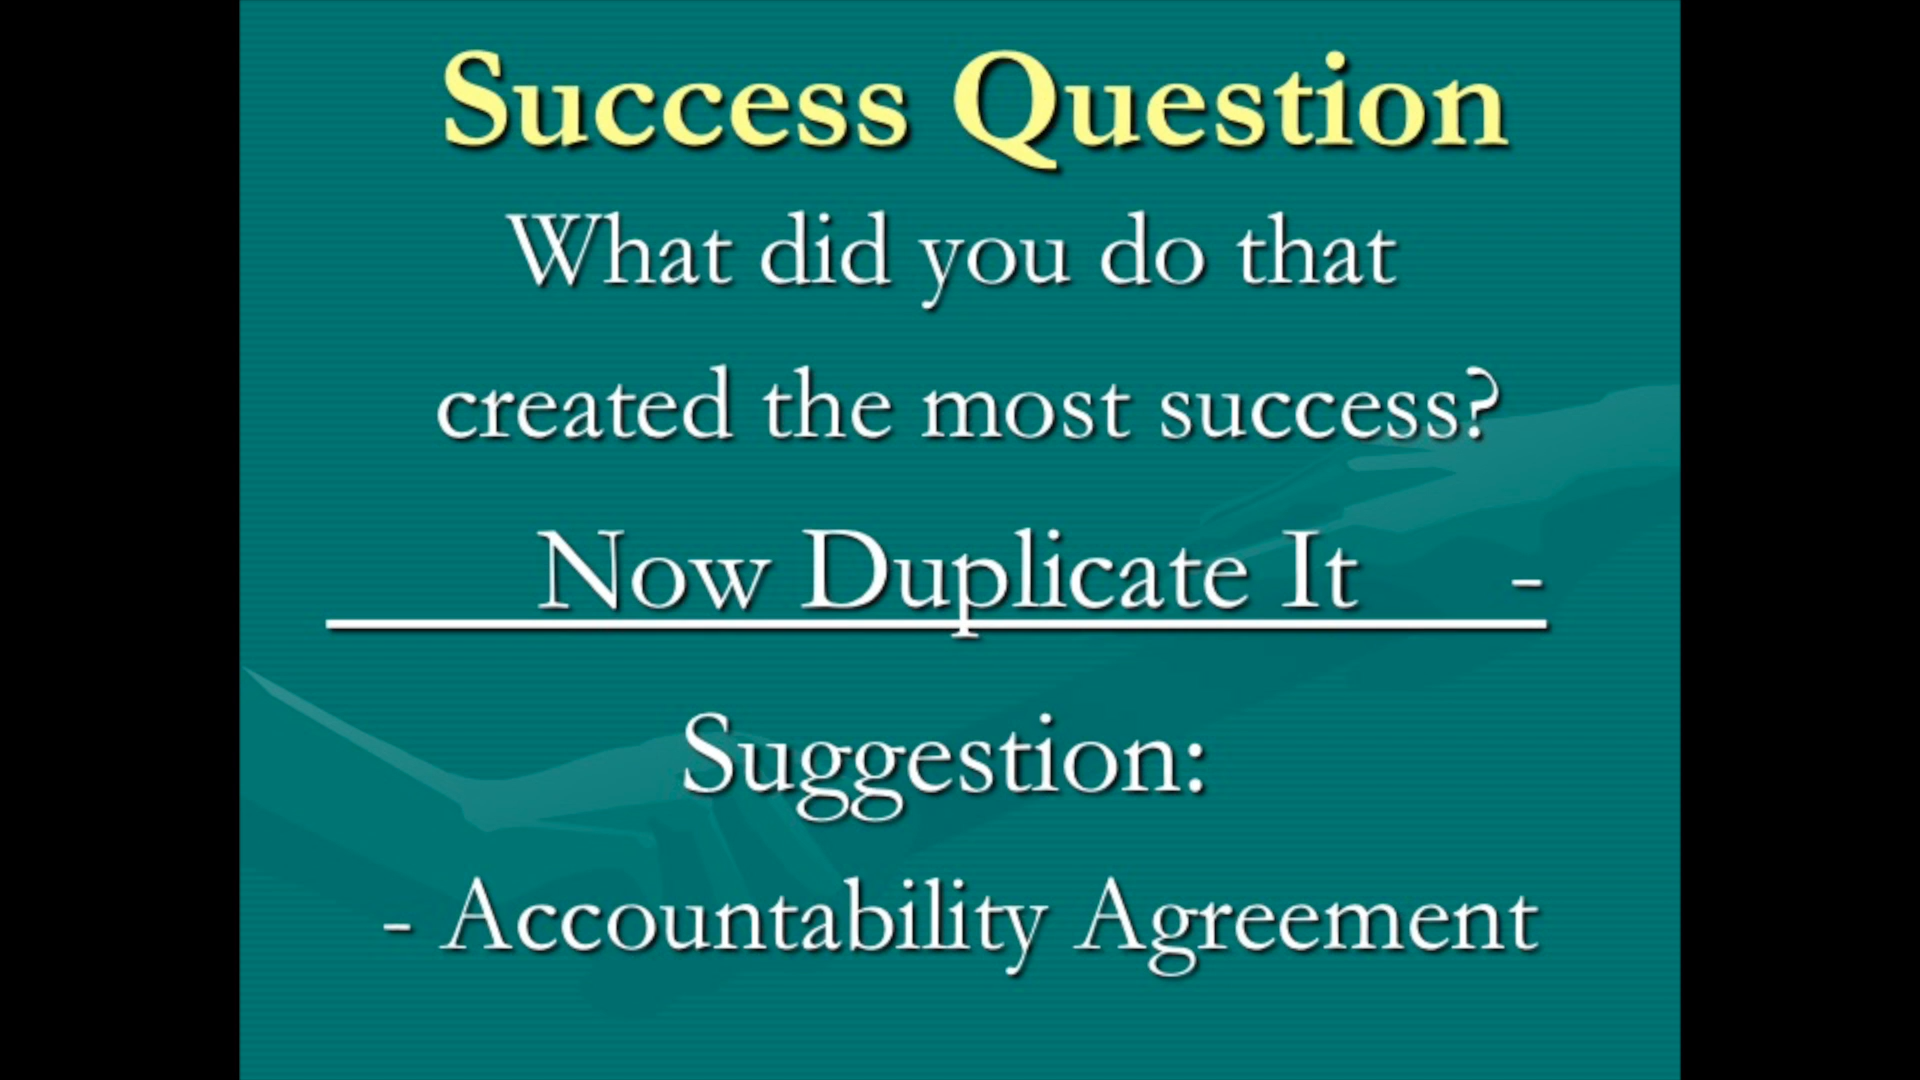 Success Question
What did you do that
created the most success?
Now Duplicate It -
Suggestion:
- Accountability Agreement